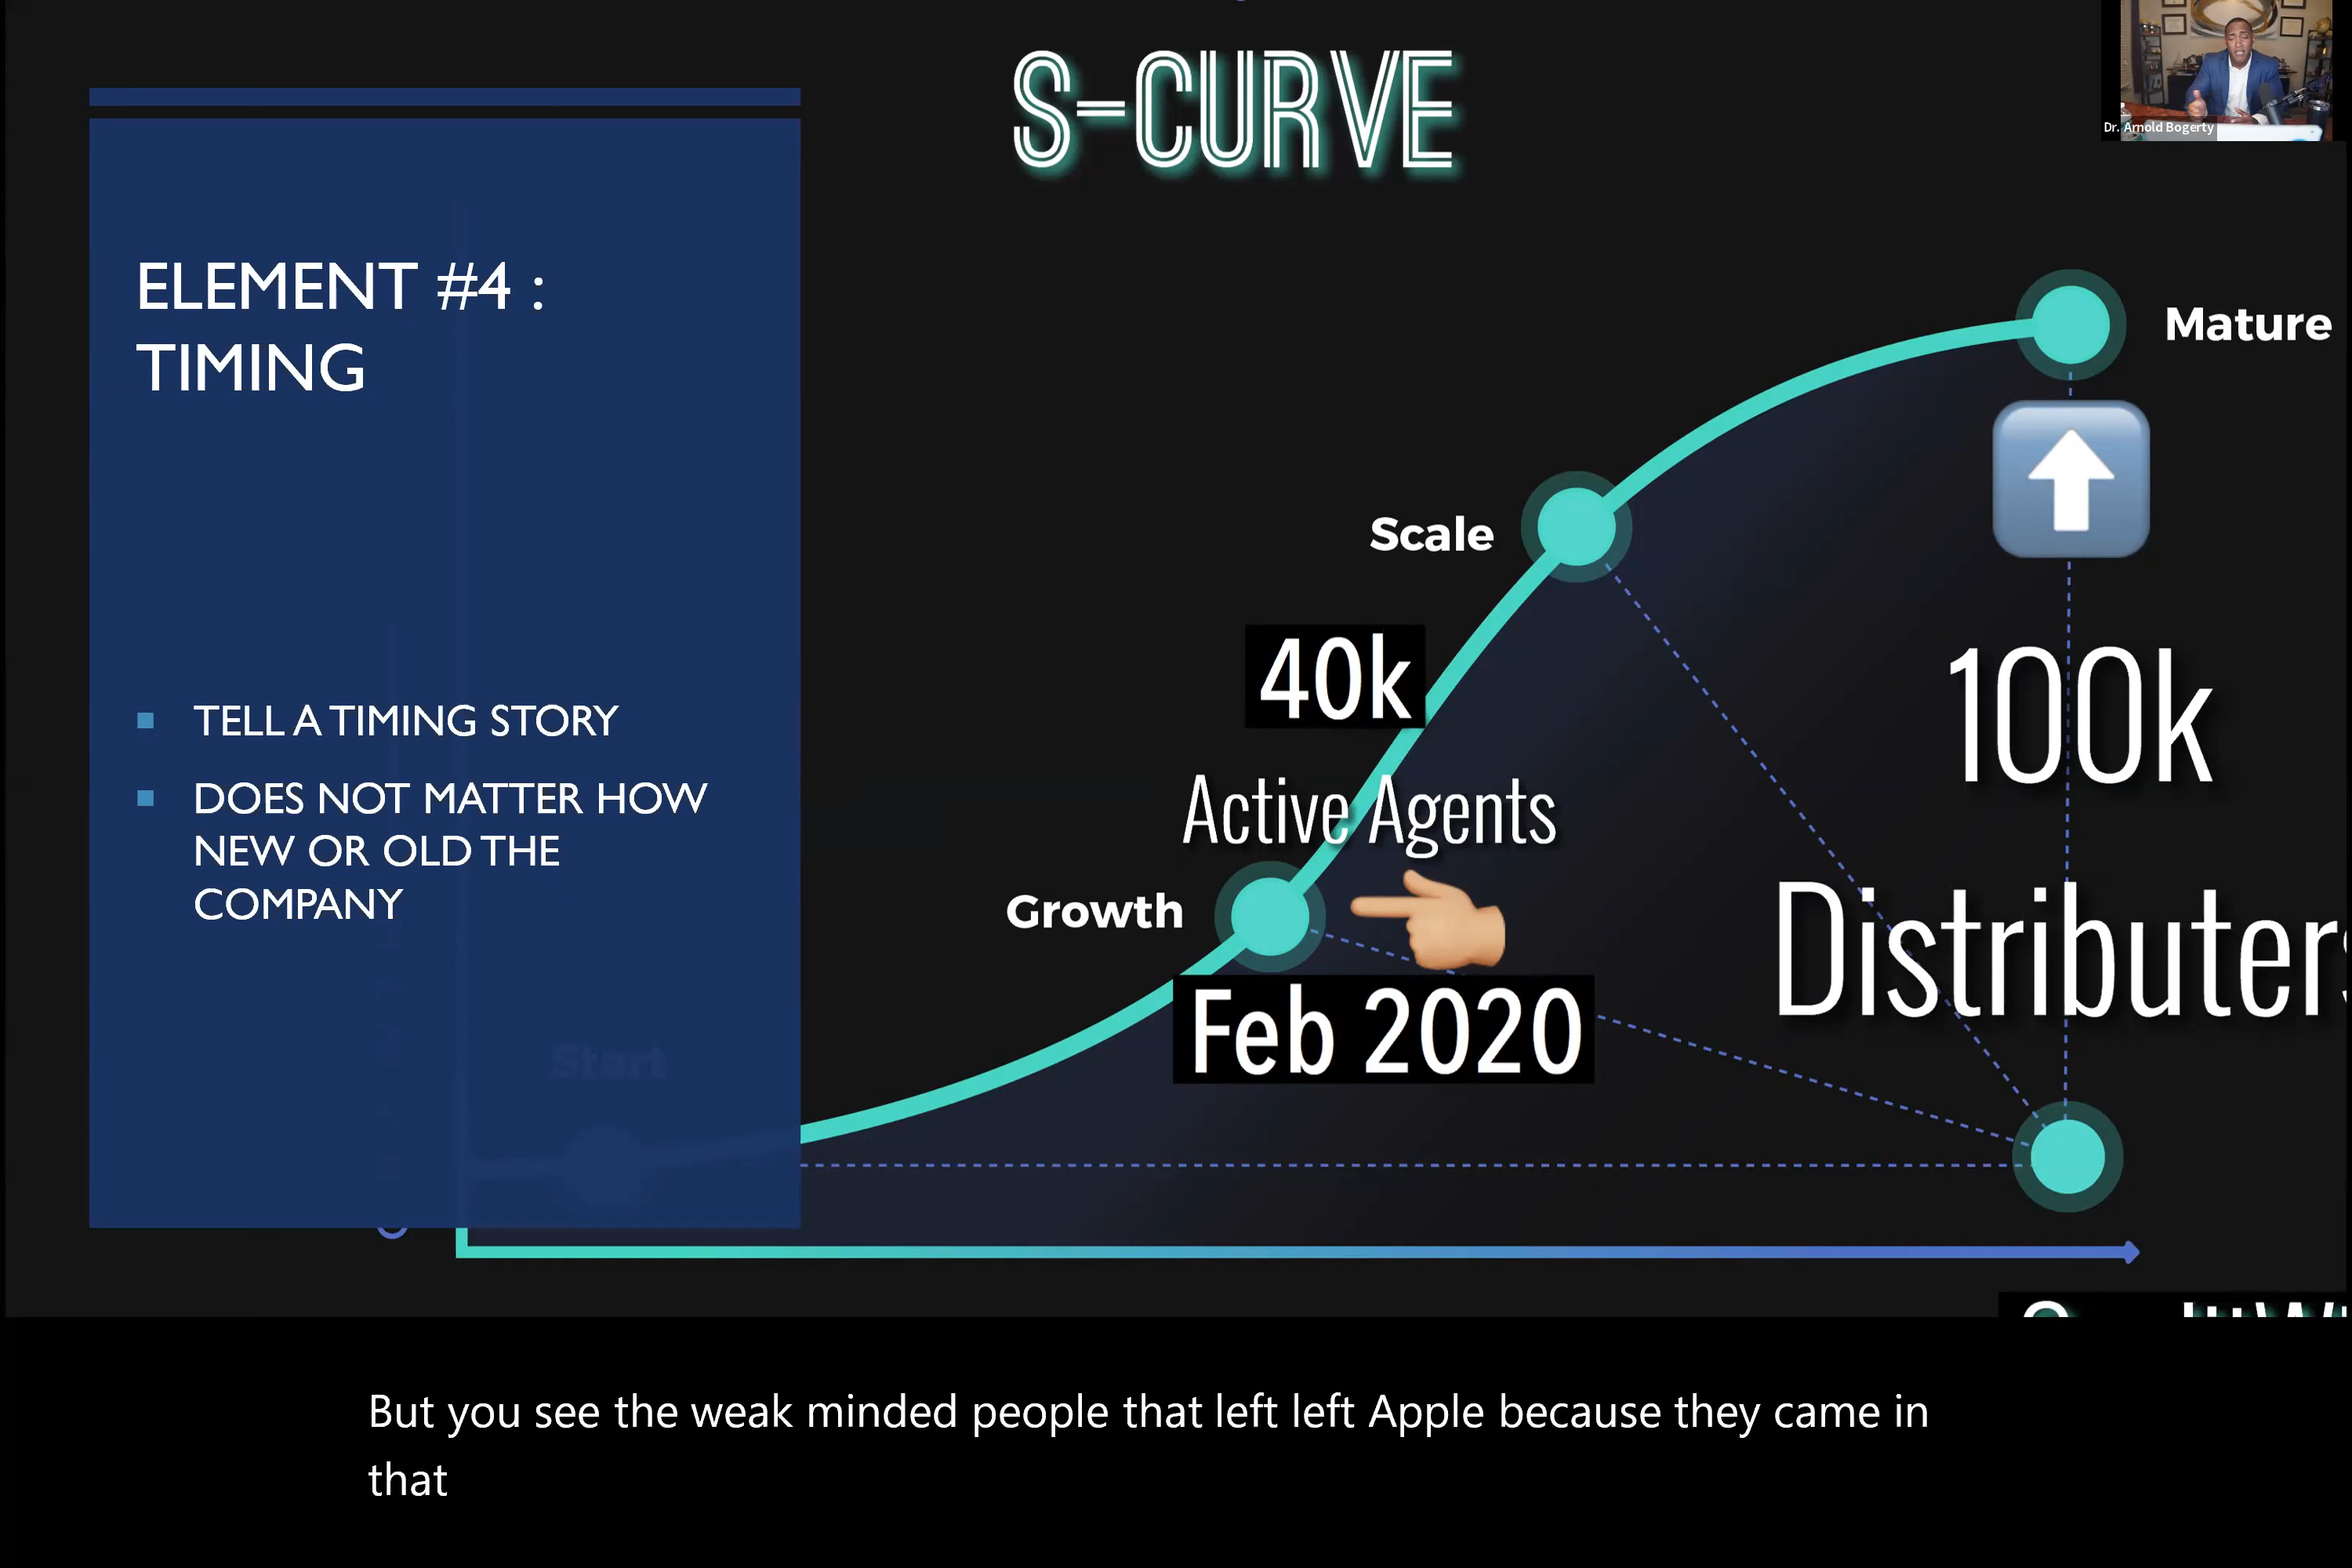 S-CURVE
Dr. Arnold Bogerty
ELEMENT #4 :
TIMING
TELL A TIMING STORY
DOES NOT MATTER HOW
NEW OR OLD THE
COMPANY
Mature
Scale
40k
Active Agents
Growth
Feb 2020
100k
Distributers
Start
But you see the weak minded people that left left Apple because they came in
that